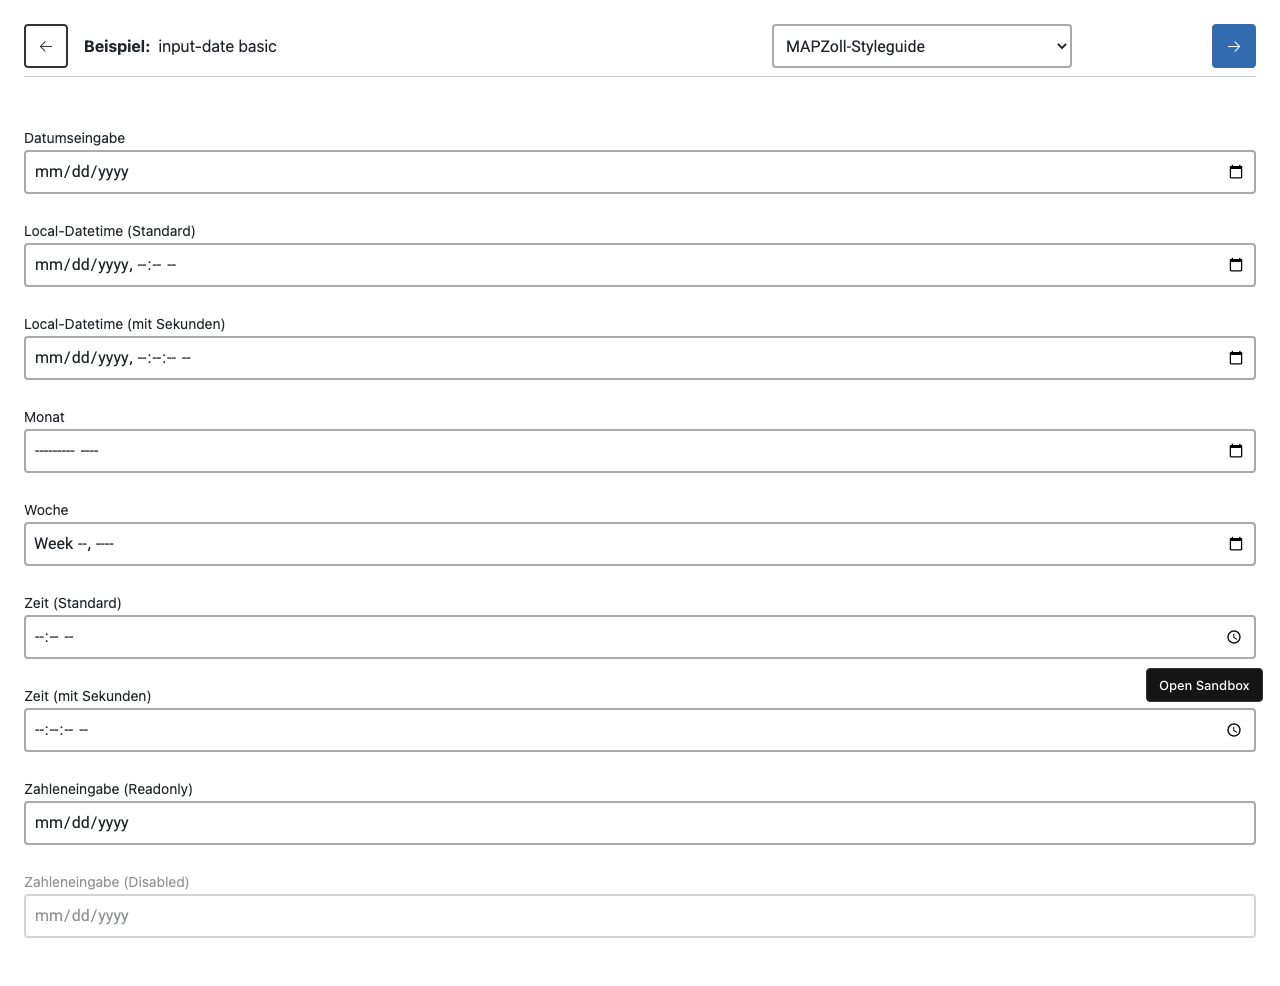 Beispiel: input-date basic
MAPZoll-Styleguide
Datumseingabe
mm/dd/yyyy
Local-Datetime (Standard)
mm/dd/yyyy, --:-- --
Local-Datetime (mit Sekunden)
mm/dd/yyyy, --:--:-- --
Monat
--------- ----
Woche
Week --, ----
Zeit (Standard)
--:-- --
Open Sandbox
Zeit (mit Sekunden)
--:--:-- --
Zahleneingabe (Readonly)
mm/dd/yyyy
Zahleneingabe (Disabled)
mm/dd/yyyy